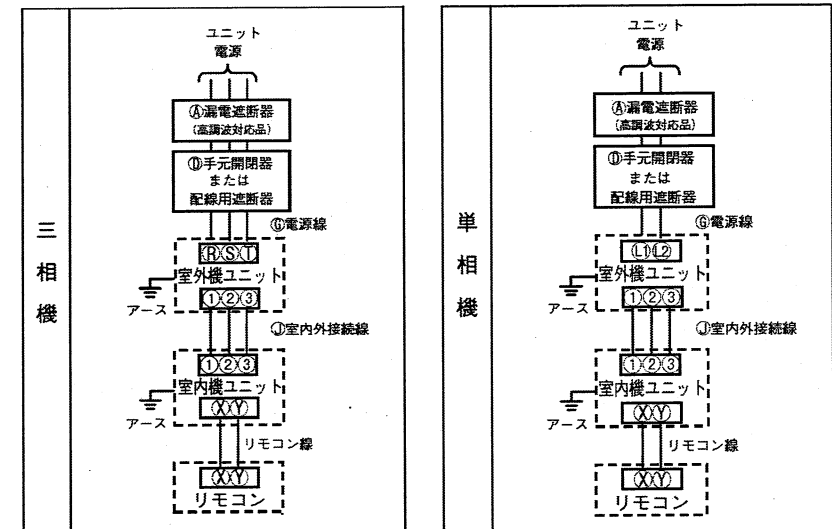 三相機
ユニット
電源
Ⓐ漏電遮断器
(高調波対応品)
Ⓓ手元開閉器
または
配線用遮断器
Ⓖ電源線
ⓇⓈⓉ
室外機ユニット
①②③
アース
Ⓙ室内外接続線
①②③
室内機ユニット
ⓍⓎ
アース
リモコン線
ⓍⓎ
リモコン
単相機
ユニット
電源
Ⓐ漏電遮断器
(高調波対応品)
Ⓓ手元開閉器
または
配線用遮断器
Ⓖ電源線
L1 L2
室外機ユニット
①②③
アース
Ⓙ室内外接続線
①②③
室内機ユニット
ⓍⓎ
アース
リモコン線
ⓍⓎ
リモコン